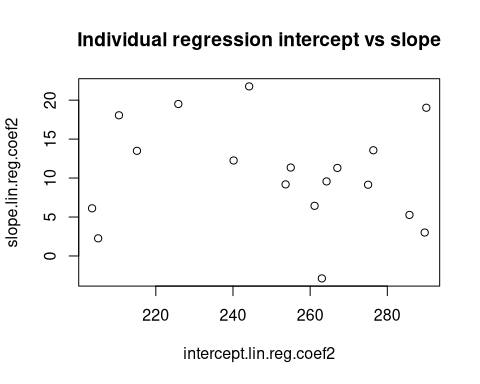 Individual regression intercept vs slope
slope.lin.reg.coef2
20
15
10
5
0
220 240 260 280
intercept.lin.reg.coef2